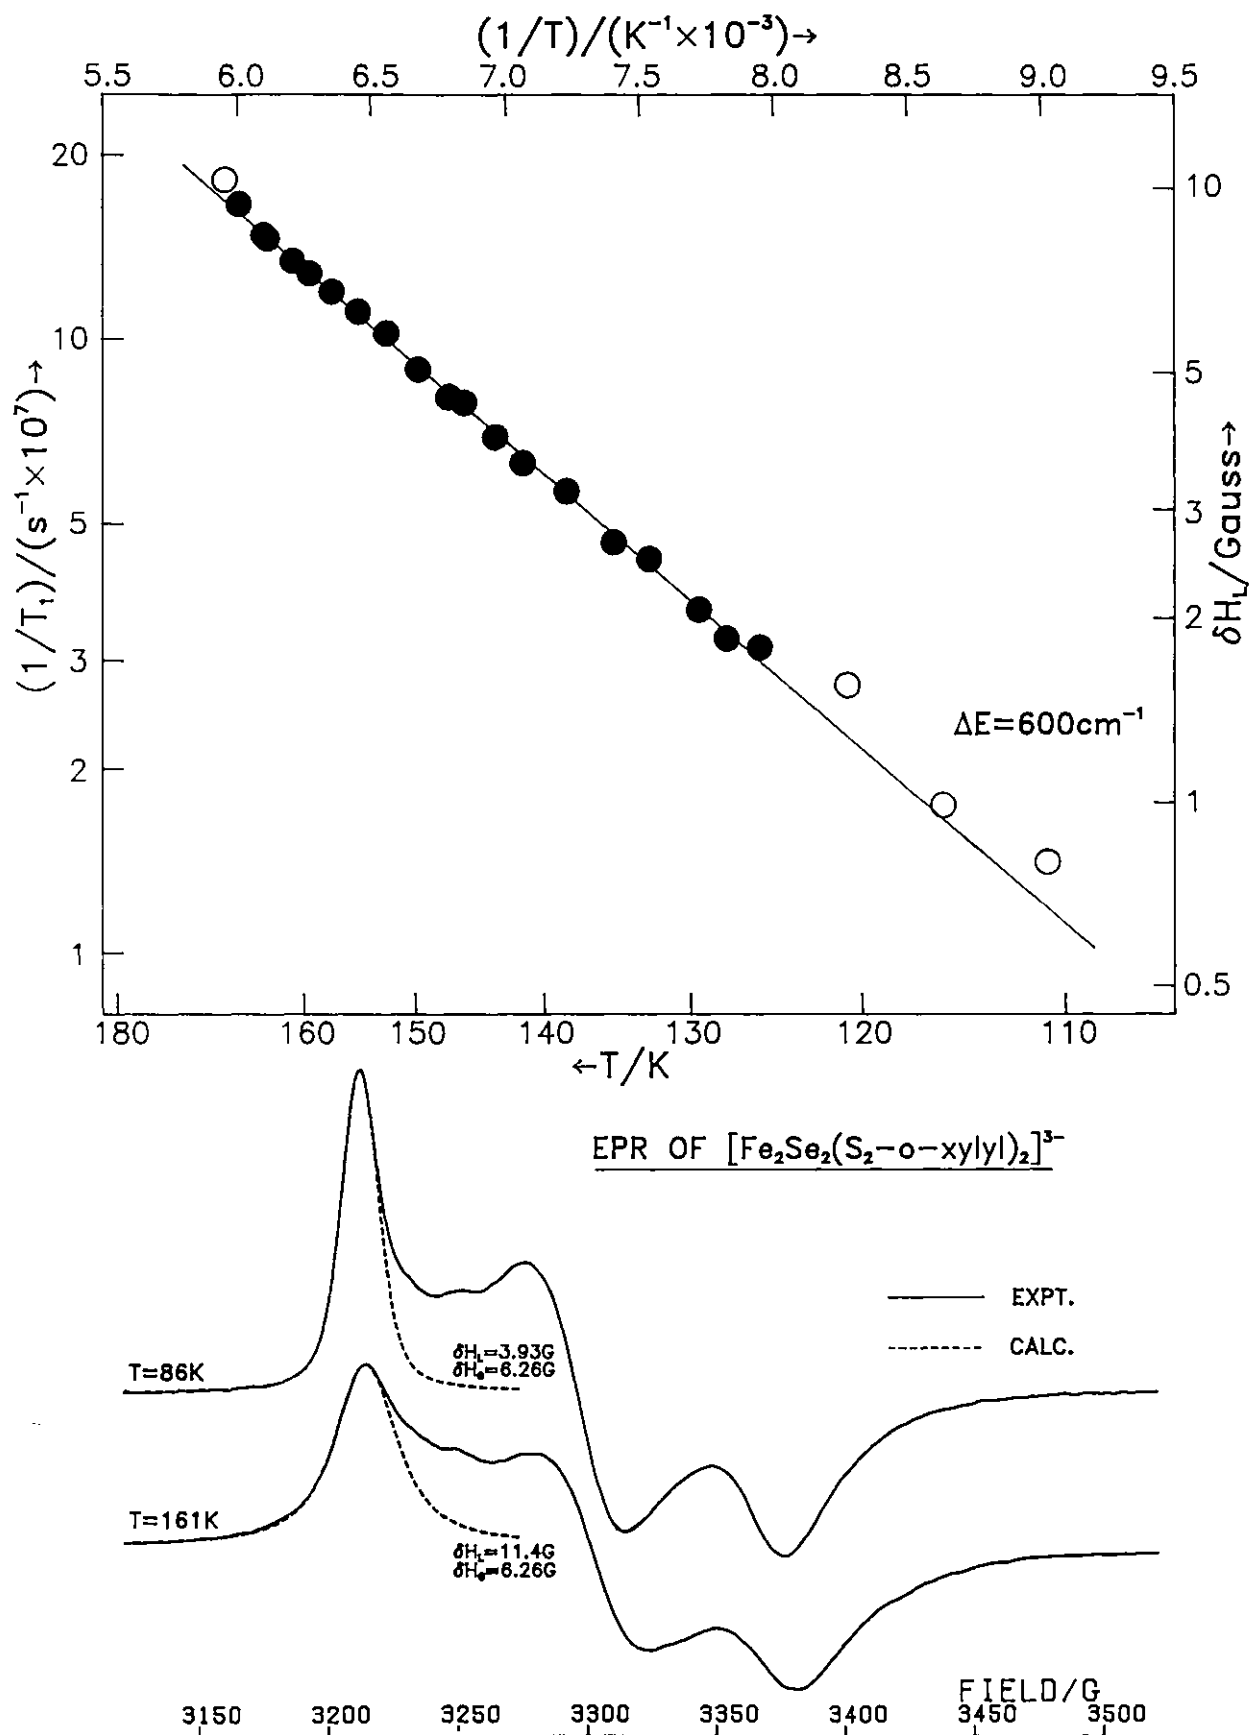 (1/T)/(K⁻¹×10⁻³)→
5.5 6.0 6.5 7.0 7.5 8.0 8.5 9.0 9.5
(1/T₁)/(s⁻¹×10⁷)→
20
10
5
3
2
1
δH_L/Gauss→
10
5
3
2
1
0.5
ΔE=600cm⁻¹
180 160 150 140 130 120 110
←T/K
EPR OF [Fe₂Se₂(S₂-o-xylyl)₂]³⁻
EXPT.
CALC.
T=86K
δH_L=3.93G
δH_G=6.26G
T=161K
δH_L=11.4G
δH_G=6.26G
FIELD/G
3150 3200 3250 3300 3350 3400 3450 3500